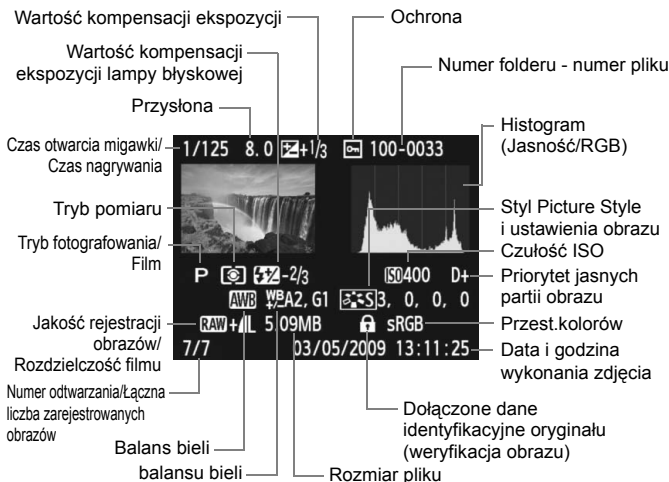 Wartość kompensacji ekspozycji
Ochrona
Wartość kompensacji
ekspozycji lampy błyskowej
Numer folderu - numer pliku
Przysłona
Histogram
(Jasność/RGB)
Czas otwarcia migawki/
Czas nagrywania
1/125 8.0 +1/3 100-0033
Tryb pomiaru
Styl Picture Style
i ustawienia obrazu
Tryb fotografowania/
Film
Czułość ISO
P -2/3 ISO400 D+
Priorytet jasnych
partii obrazu
AWB WB A2, G1 S3, 0, 0, 0
Jakość rejestracji
obrazów/
Rozdzielczość filmu
RAW+L 5.09MB sRGB
Przest.kolorów
7/7 03/05/2009 13:11:25
Data i godzina
wykonania zdjęcia
Numer odtwarzania/Łączna
liczba zarejestrowanych
obrazów
Dołączone dane
identyfikacyjne oryginału
(weryfikacja obrazu)
Balans bieli
balansu bieli
Rozmiar pliku